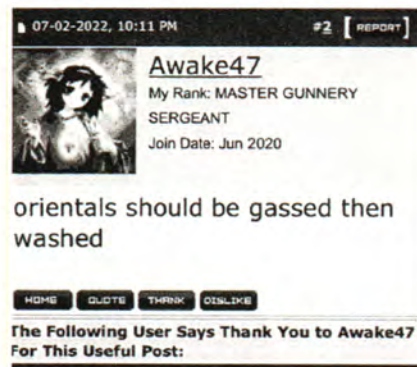 07-02-2022, 10:11 PM #2 [REPORT]
Awake47
My Rank: MASTER GUNNERY
SERGEANT
Join Date: Jun 2020
orientals should be gassed then
washed
HOME QUOTE THANK DISLIKE
The Following User Says Thank You to Awake47
For This Useful Post: